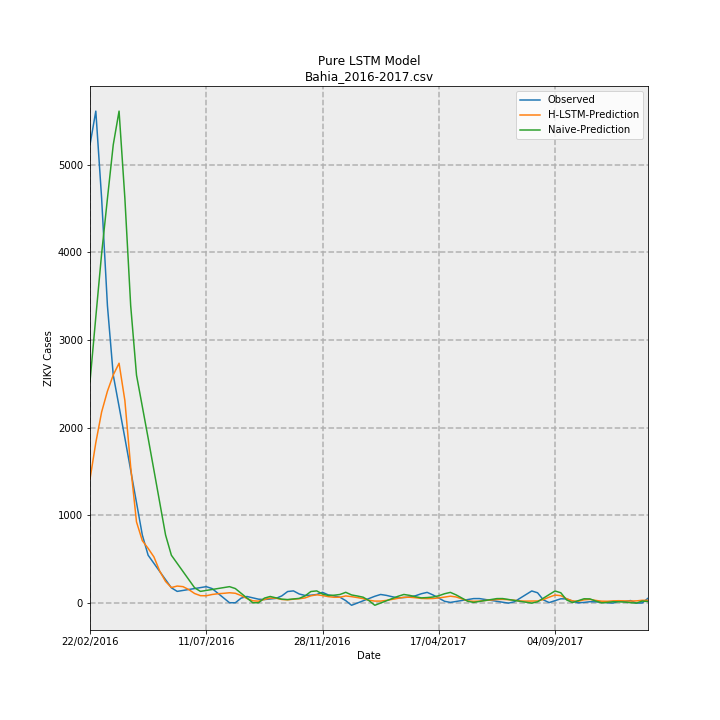 Pure LSTM Model
Bahia_2016-2017.csv
Observed
H-LSTM-Prediction
Naive-Prediction
ZIKV Cases
5000
4000
3000
2000
1000
0
22/02/2016 11/07/2016 28/11/2016 17/04/2017 04/09/2017
Date